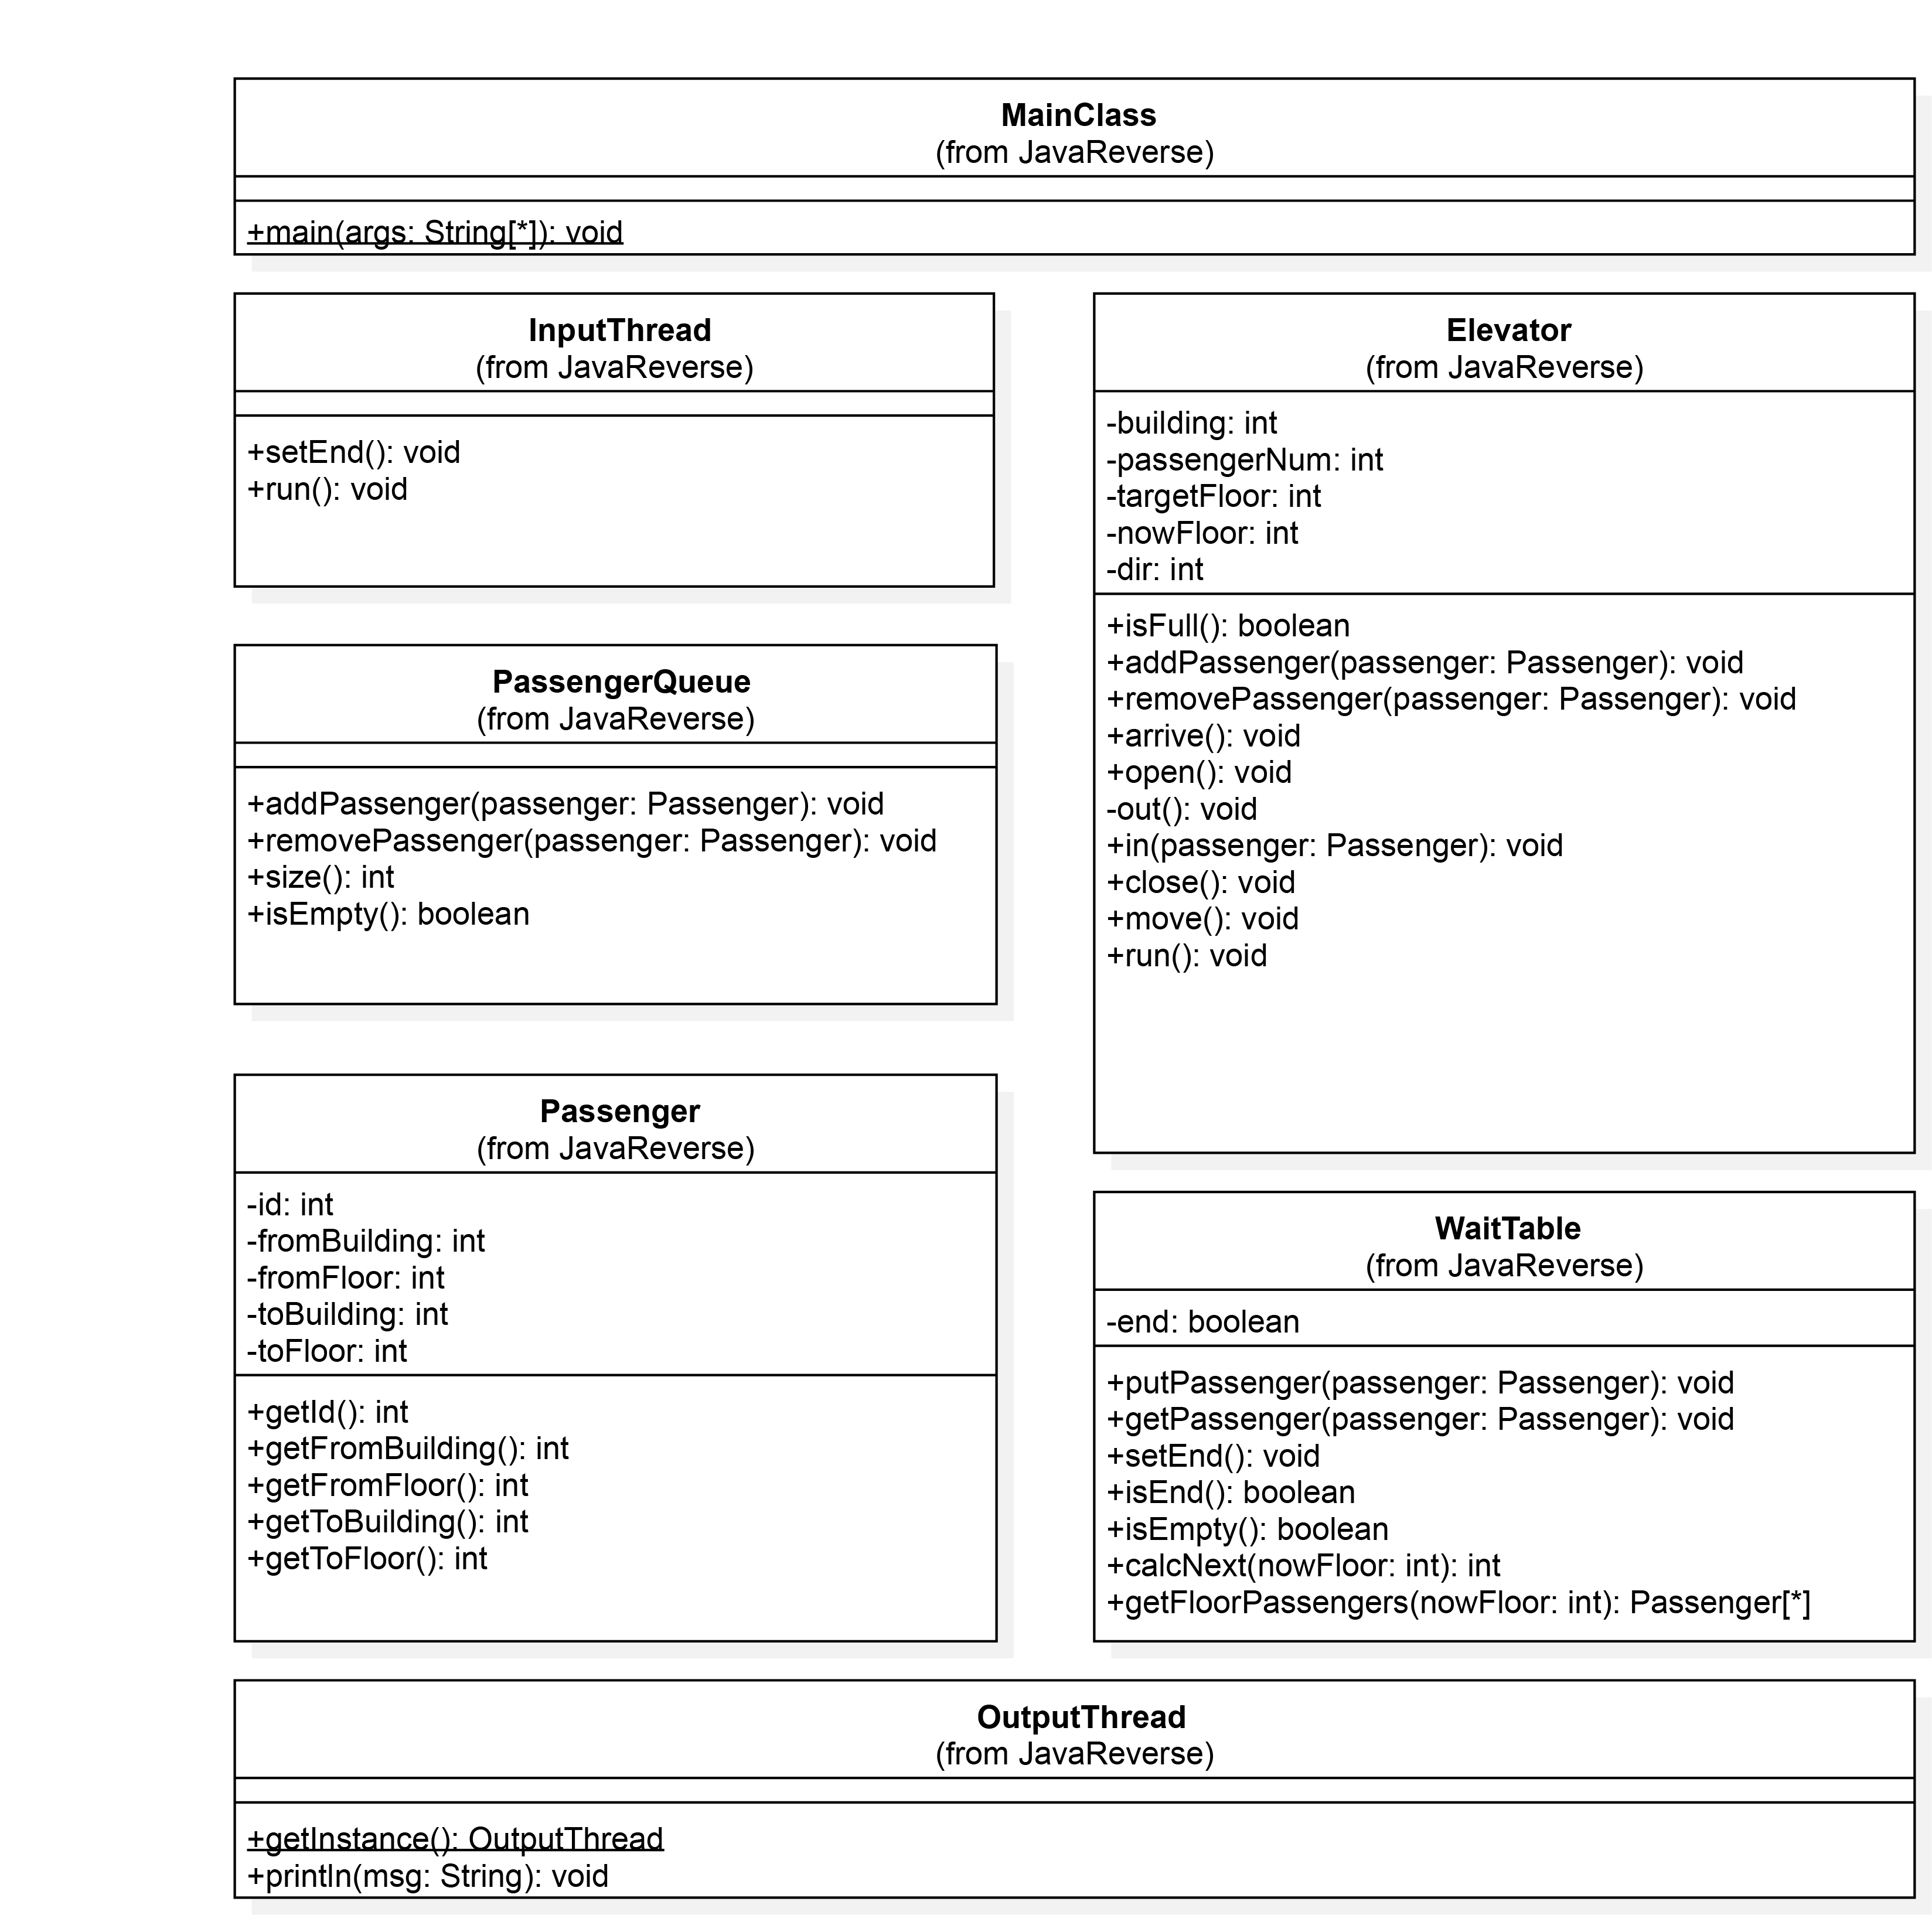 MainClass
(from JavaReverse)
+main(args: String[*]): void
InputThread
(from JavaReverse)
+setEnd(): void
+run(): void
Elevator
(from JavaReverse)
-building: int
-passengerNum: int
-targetFloor: int
-nowFloor: int
-dir: int
+isFull(): boolean
+addPassenger(passenger: Passenger): void
+removePassenger(passenger: Passenger): void
+arrive(): void
+open(): void
-out(): void
+in(passenger: Passenger): void
+close(): void
+move(): void
+run(): void
PassengerQueue
(from JavaReverse)
+addPassenger(passenger: Passenger): void
+removePassenger(passenger: Passenger): void
+size(): int
+isEmpty(): boolean
Passenger
(from JavaReverse)
-id: int
-fromBuilding: int
-fromFloor: int
-toBuilding: int
-toFloor: int
+getId(): int
+getFromBuilding(): int
+getFromFloor(): int
+getToBuilding(): int
+getToFloor(): int
WaitTable
(from JavaReverse)
-end: boolean
+putPassenger(passenger: Passenger): void
+getPassenger(passenger: Passenger): void
+setEnd(): void
+isEnd(): boolean
+isEmpty(): boolean
+calcNext(nowFloor: int): int
+getFloorPassengers(nowFloor: int): Passenger[*]
OutputThread
(from JavaReverse)
+getInstance(): OutputThread
+println(msg: String): void